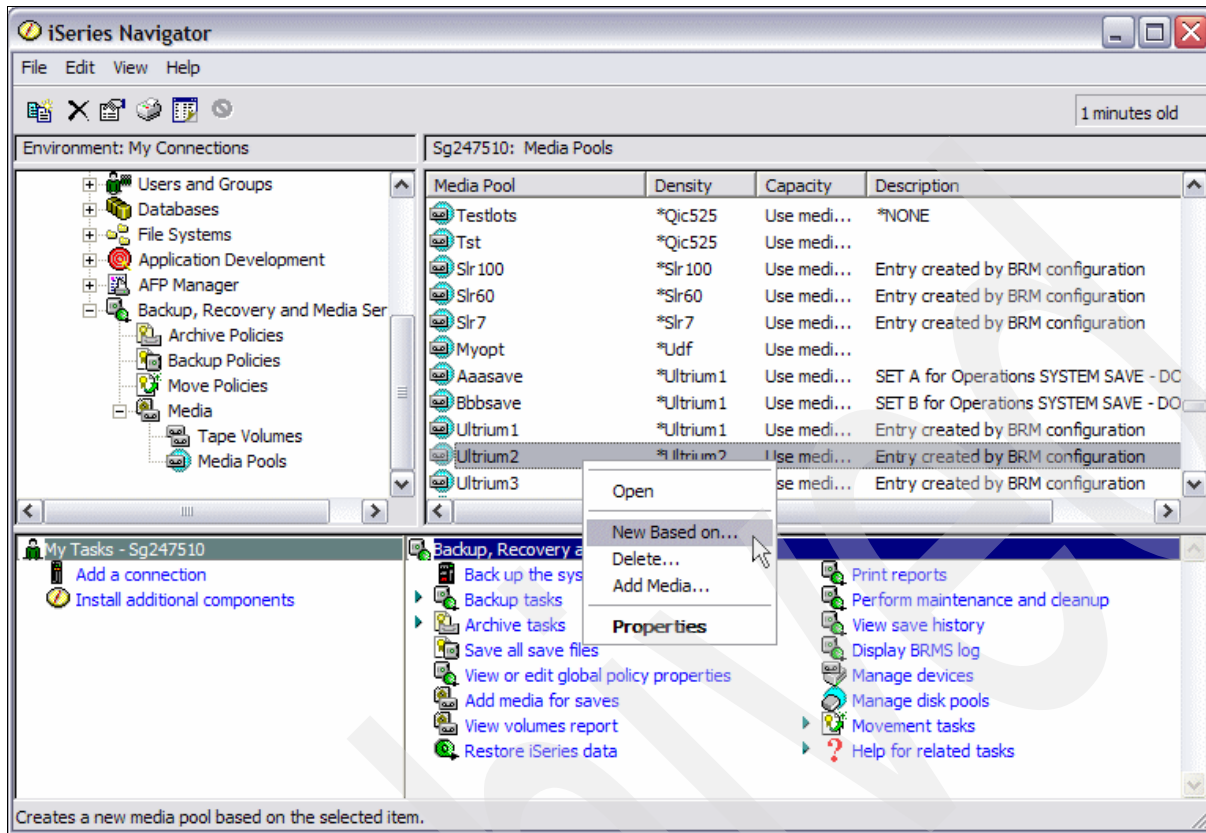 iSeries Navigator
File Edit View Help
1 minutes old
Environment: My Connections
Sg247510: Media Pools
Users and Groups
Databases
File Systems
Application Development
AFP Manager
Backup, Recovery and Media Ser
Archive Policies
Backup Policies
Move Policies
Media
Tape Volumes
Media Pools
Media Pool Density Capacity Description
Testlots *Qic525 Use medi... *NONE
Tst *Qic525 Use medi...
Slr100 *Slr100 Use medi... Entry created by BRM configuration
Slr60 *Slr60 Use medi... Entry created by BRM configuration
Slr7 *Slr7 Use medi... Entry created by BRM configuration
Myopt *Udf Use medi...
Aaasave *Ultrium1 Use medi... SET A for Operations SYSTEM SAVE - DO
Bbbsave *Ultrium1 Use medi... SET B for Operations SYSTEM SAVE - DO
Ultrium1 *Ultrium1 Use medi... Entry created by BRM configuration
Ultrium2 *Ultrium2 Use medi... Entry created by BRM configuration
Ultrium3 se medi... Entry created by BRM configuration
Open
New Based on...
Delete...
Add Media...
Properties
My Tasks - Sg247510
Add a connection
Install additional components
Backup, Recovery a
Back up the sys
Backup tasks
Archive tasks
Save all save files
View or edit global policy properties
Add media for saves
View volumes report
Restore iSeries data
Print reports
Perform maintenance and cleanup
View save history
Display BRMS log
Manage devices
Manage disk pools
Movement tasks
Help for related tasks
Creates a new media pool based on the selected item.